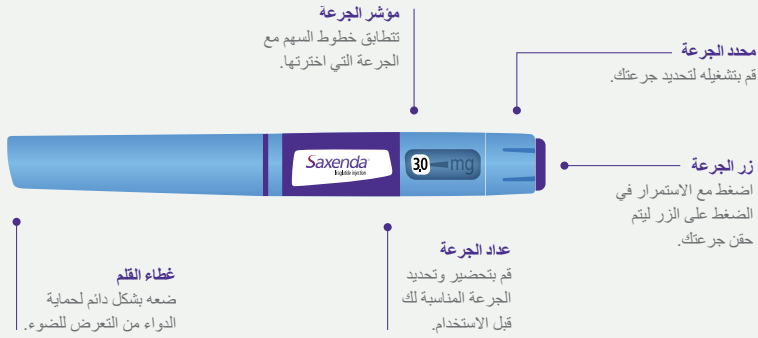 مؤشر الجرعة
تتطابق خطوط السهم مع
الجرعة التي اخترتها.
محدد الجرعة
قم بتشغيله لتحديد جرعتك.
Saxenda
liraglutide injection
3.0 mg
زر الجرعة
اضغط مع الاستمرار في
الضغط على الزر ليتم
حقن جرعتك.
عداد الجرعة
قم بتحضير وتحديد
الجرعة المناسبة لك
قبل الاستخدام.
غطاء القلم
ضعه بشكل دائم لحماية
الدواء من التعرض للضوء.